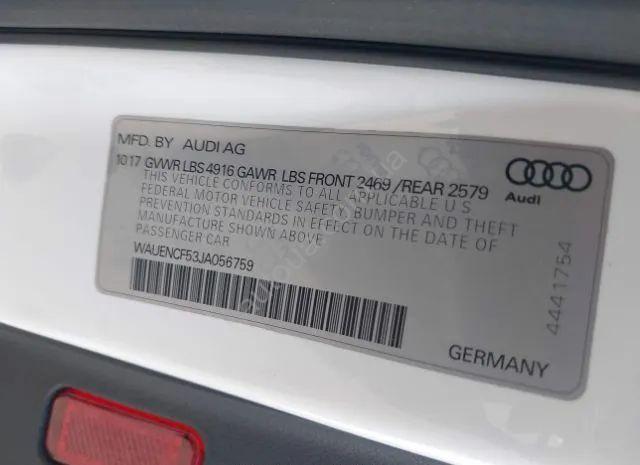 MFD. BY AUDI AG
10 17 GVWR LBS 4916 GAWR LBS FRONT 2469 /REAR 2579
THIS VEHICLE CONFORMS TO ALL APPLICABLE U S
FEDERAL MOTOR VEHICLE SAFETY, BUMPER AND THEFT
PREVENTION STANDARDS IN EFFECT ON THE DATE OF
MANUFACTURE SHOWN ABOVE
PASSENGER CAR
WAUENCF53JA056759
Audi
4441754
GERMANY